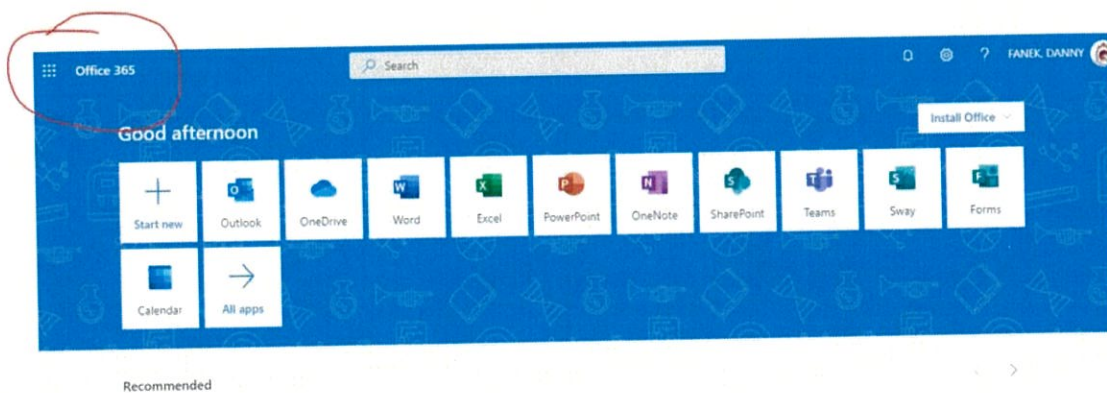 Office 365
Search
? FANEK, DANNY
Good afternoon
Install Office
Start new
Outlook
OneDrive
Word
Excel
PowerPoint
OneNote
SharePoint
Teams
Sway
Forms
Calendar
All apps
Recommended